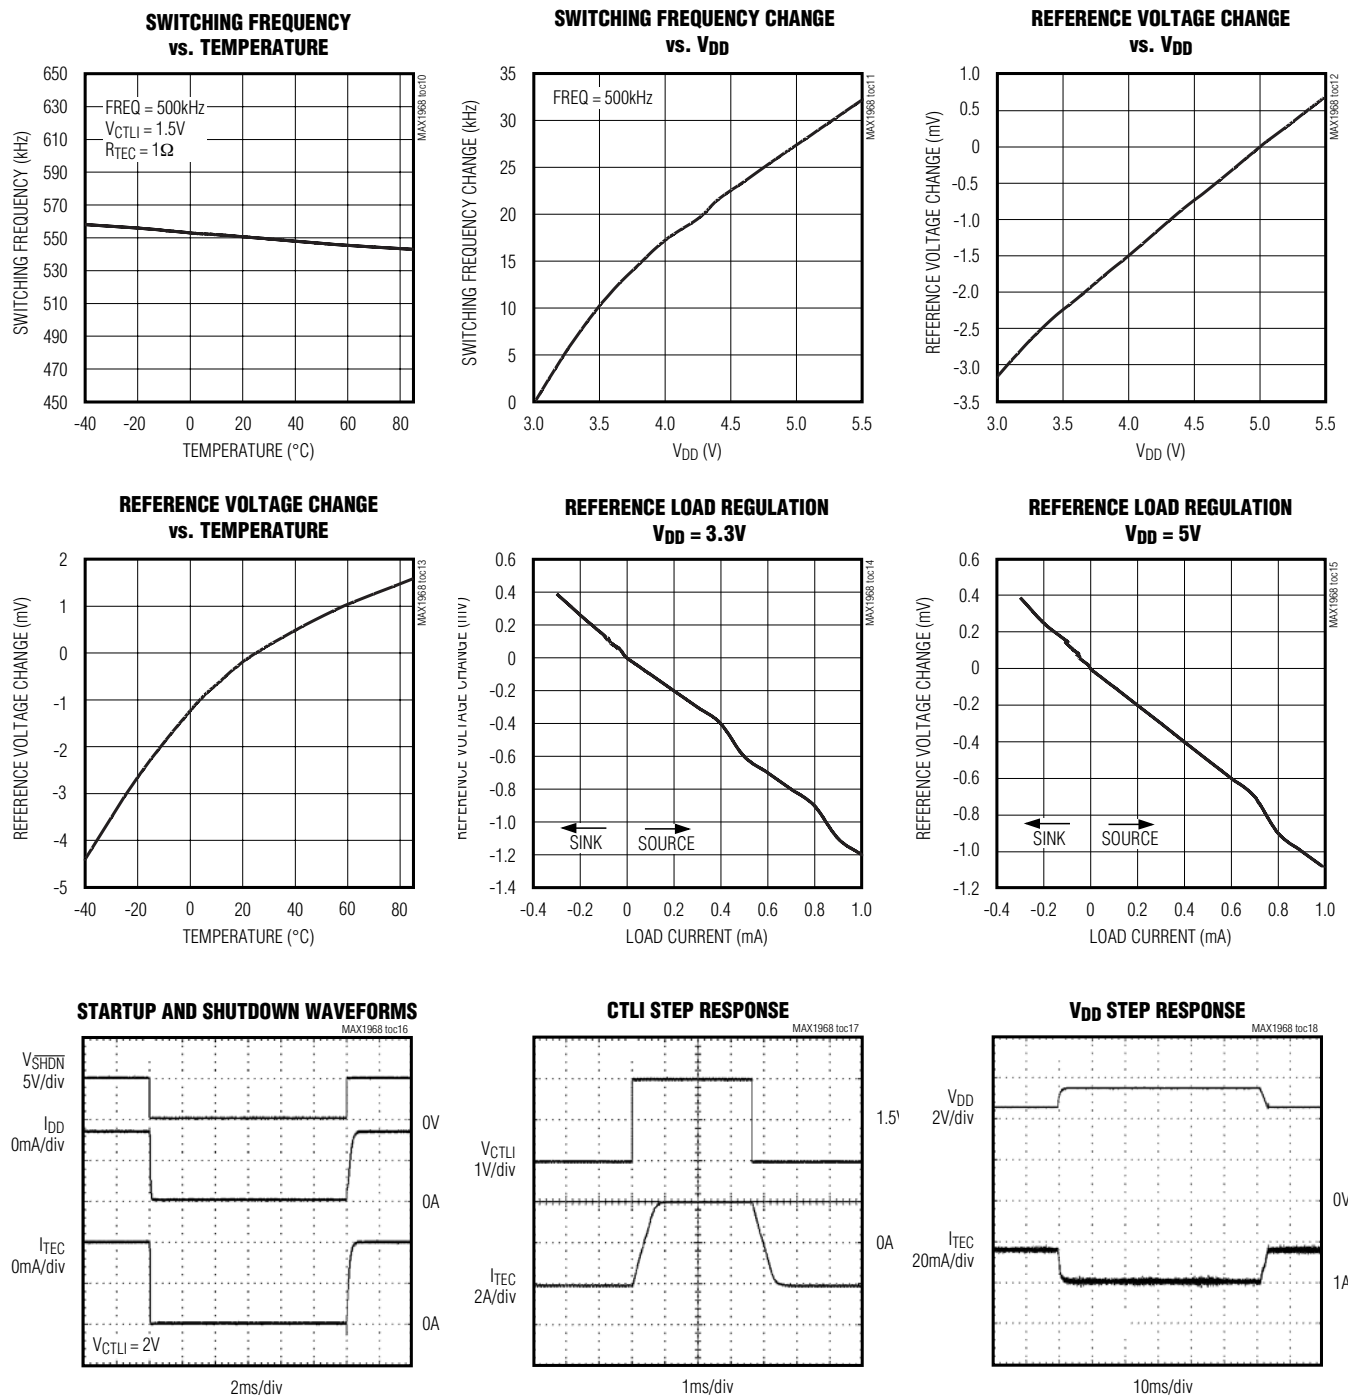 SWITCHING FREQUENCY
vs. TEMPERATURE
650
630
610
590
570
550
530
510
490
470
450
SWITCHING FREQUENCY (kHz)
FREQ = 500kHz
VCTLI = 1.5V
RTEC = 1Ω
MAX1968 toc10
-40 -20 0 20 40 60 80
TEMPERATURE (°C)
SWITCHING FREQUENCY CHANGE
vs. VDD
35
30
25
20
15
10
5
0
SWITCHING FREQUENCY CHANGE (kHz)
FREQ = 500kHz
MAX1968 toc11
3.0 3.5 4.0 4.5 5.0 5.5
VDD (V)
REFERENCE VOLTAGE CHANGE
vs. VDD
1.0
0.5
0
-0.5
-1.0
-1.5
-2.0
-2.5
-3.0
-3.5
REFERENCE VOLTAGE CHANGE (mV)
MAX1968 toc12
3.0 3.5 4.0 4.5 5.0 5.5
VDD (V)
REFERENCE VOLTAGE CHANGE
vs. TEMPERATURE
2
1
0
-1
-2
-3
-4
-5
REFERENCE VOLTAGE CHANGE (mV)
MAX1968 toc13
-40 -20 0 20 40 60 80
TEMPERATURE (°C)
REFERENCE LOAD REGULATION
VDD = 3.3V
0.6
0.4
0.2
0
-0.2
-0.4
-0.6
-0.8
-1.0
-1.2
-1.4
REFERENCE VOLTAGE CHANGE (mV)
MAX1968 toc14
SINK SOURCE
-0.4 -0.2 0 0.2 0.4 0.6 0.8 1.0
LOAD CURRENT (mA)
REFERENCE LOAD REGULATION
VDD = 5V
0.6
0.4
0.2
0
-0.2
-0.4
-0.6
-0.8
-1.0
-1.2
REFERENCE VOLTAGE CHANGE (mV)
MAX1968 toc15
SINK SOURCE
-0.4 -0.2 0 0.2 0.4 0.6 0.8 1.0
LOAD CURRENT (mA)
STARTUP AND SHUTDOWN WAVEFORMS
MAX1968 toc16
VSHDN
5V/div
0V
IDD
0mA/div
0A
ITEC
0mA/div
0A
VCTLI = 2V
2ms/div
CTLI STEP RESPONSE
MAX1968 toc17
1.5V
VCTLI
1V/div
0A
ITEC
2A/div
1ms/div
VDD STEP RESPONSE
MAX1968 toc18
VDD
2V/div
0V
ITEC
20mA/div
1A
10ms/div